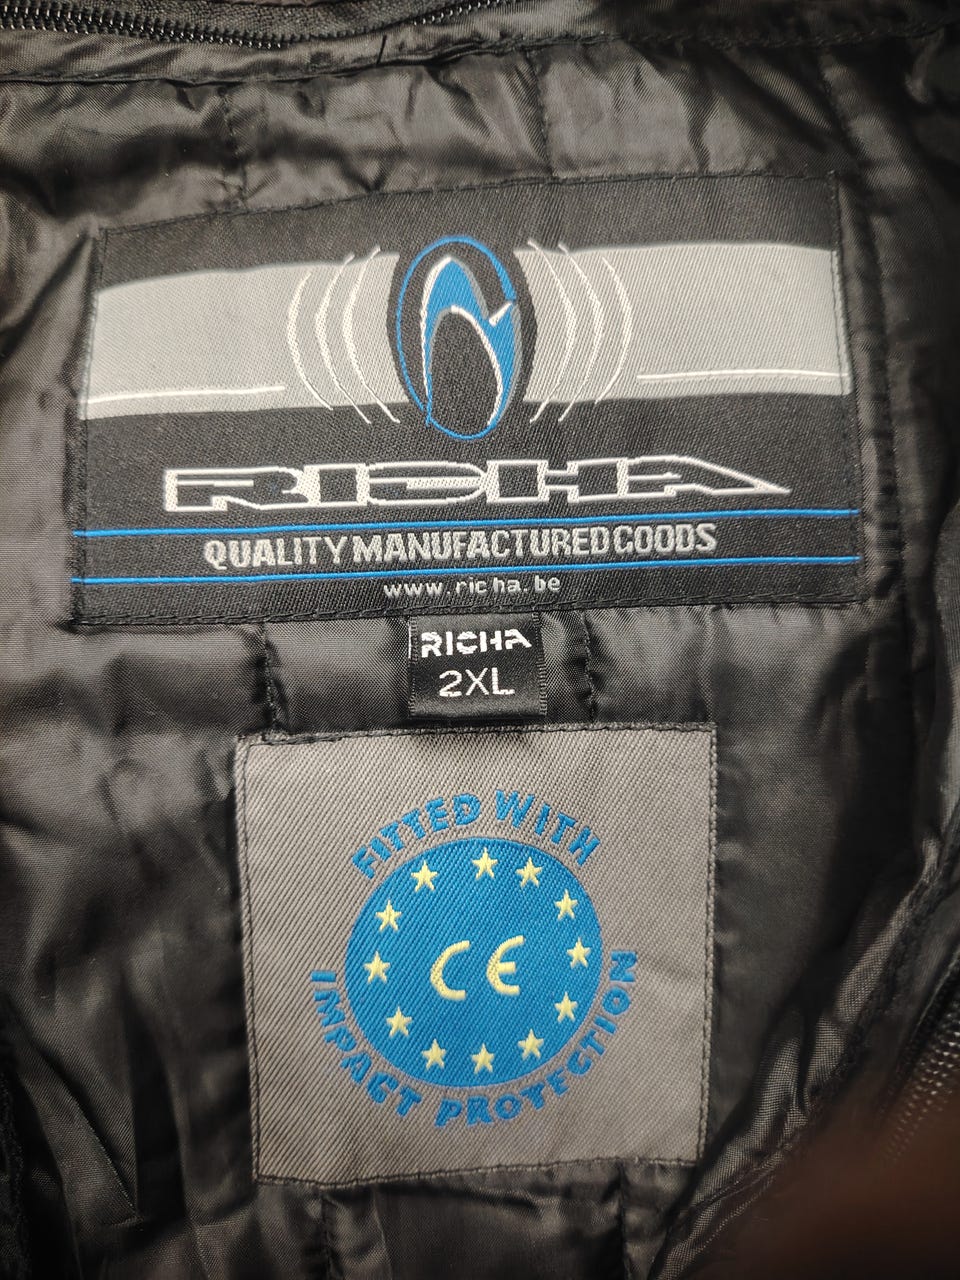 RICHA
QUALITY MANUFACTURED GOODS
www.richa.be
RICHA
2XL
FITTED WITH
CE
IMPACT PROTECTION